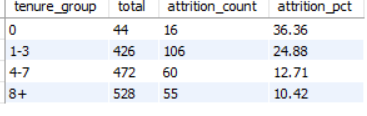 tenure_group total attrition_count attrition_pct
0 44 16 36.36
1-3 426 106 24.88
4-7 472 60 12.71
8+ 528 55 10.42